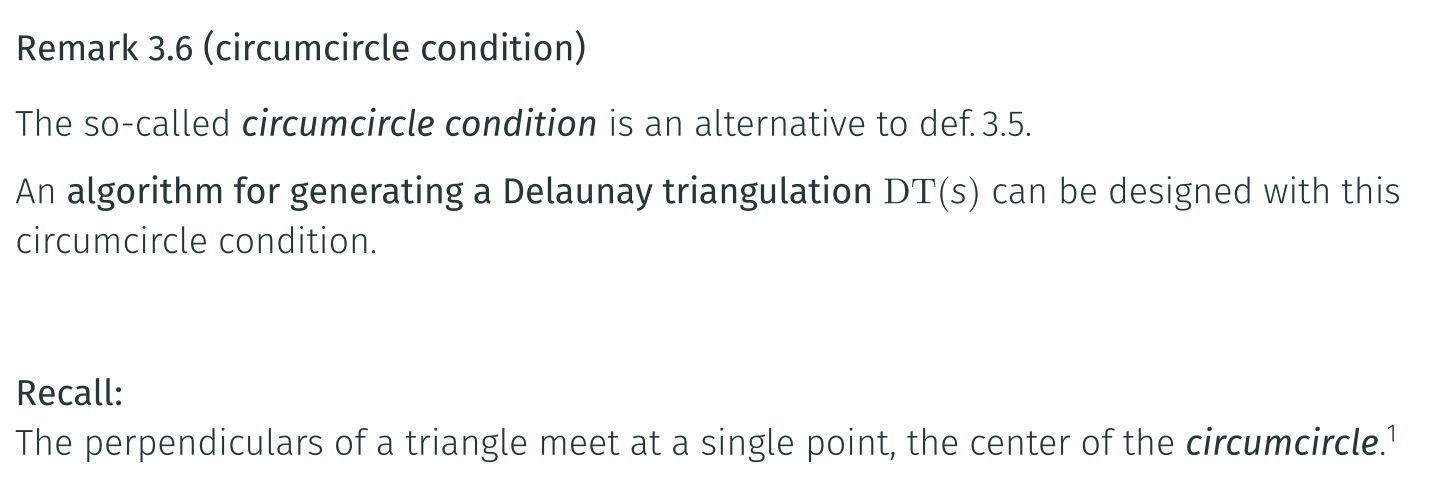 Remark 3.6 (circumcircle condition)
The so-called circumcircle condition is an alternative to def. 3.5.
An algorithm for generating a Delaunay triangulation DT(s) can be designed with this
circumcircle condition.
Recall:
The perpendiculars of a triangle meet at a single point, the center of the circumcircle.¹